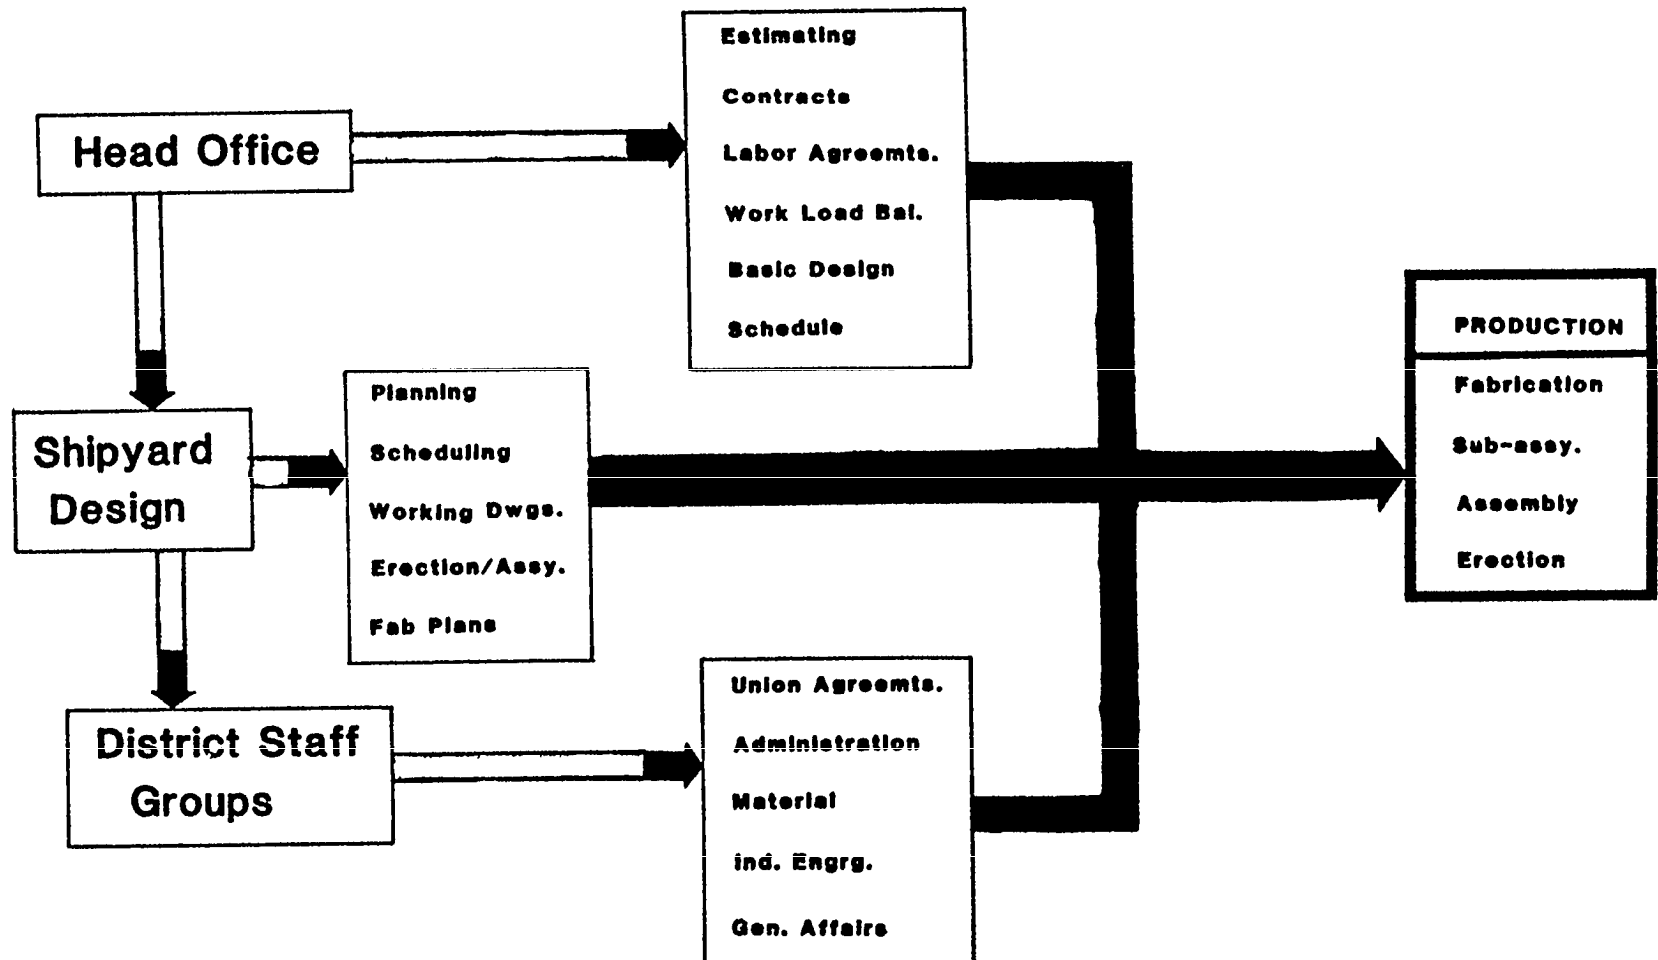 Head Office
Estimating
Contracts
Labor Agreemts.
Work Load Bal.
Basic Design
Schedule
Shipyard
Design
Planning
Scheduling
Working Dwgs.
Erection/Assy.
Fab Plans
District Staff
Groups
Union Agreemts.
Administration
Material
Ind. Engrg.
Gen. Affairs
PRODUCTION
Fabrication
Sub-assy.
Assembly
Erection